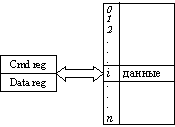 0
1
2
.
.
.
Cmd reg
i данные
Data reg
.
.
.
n